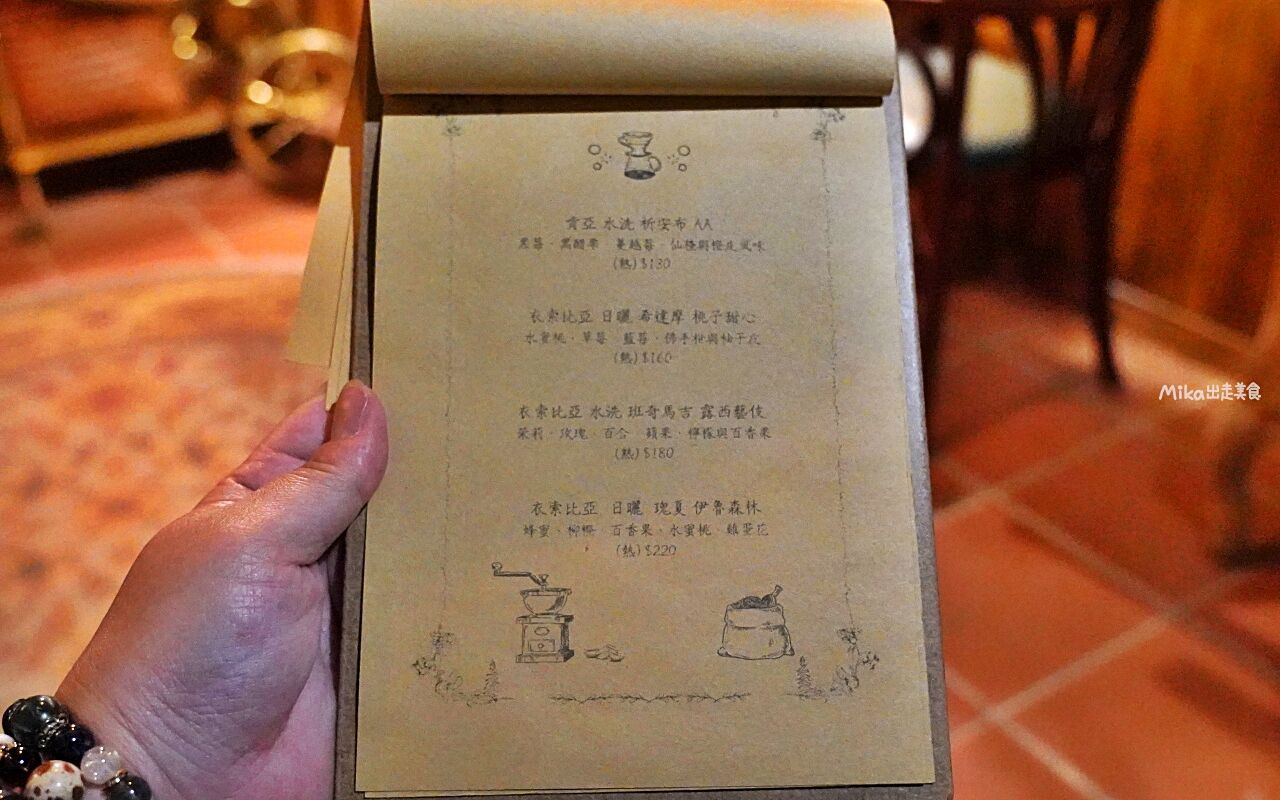 肯亞 水洗 祈安布 AA
黑莓、黑醋栗、蔓越莓、仙楂與橙皮風味
(熱) $130
衣索比亞 日曬 希達摩 桃子甜心
水蜜桃、草莓、藍莓、佛手柑與柚子皮
(熱) $160
衣索比亞 水洗 班奇馬吉 露西藝伎
茉莉、玫瑰、百合、蘋果、檸檬與百香果
(熱) $180
衣索比亞 日曬 瑰夏 伊魯森林
蜂蜜、柳橙、百香果、水蜜桃、雞蛋花
(熱) $220
Mika出走美食